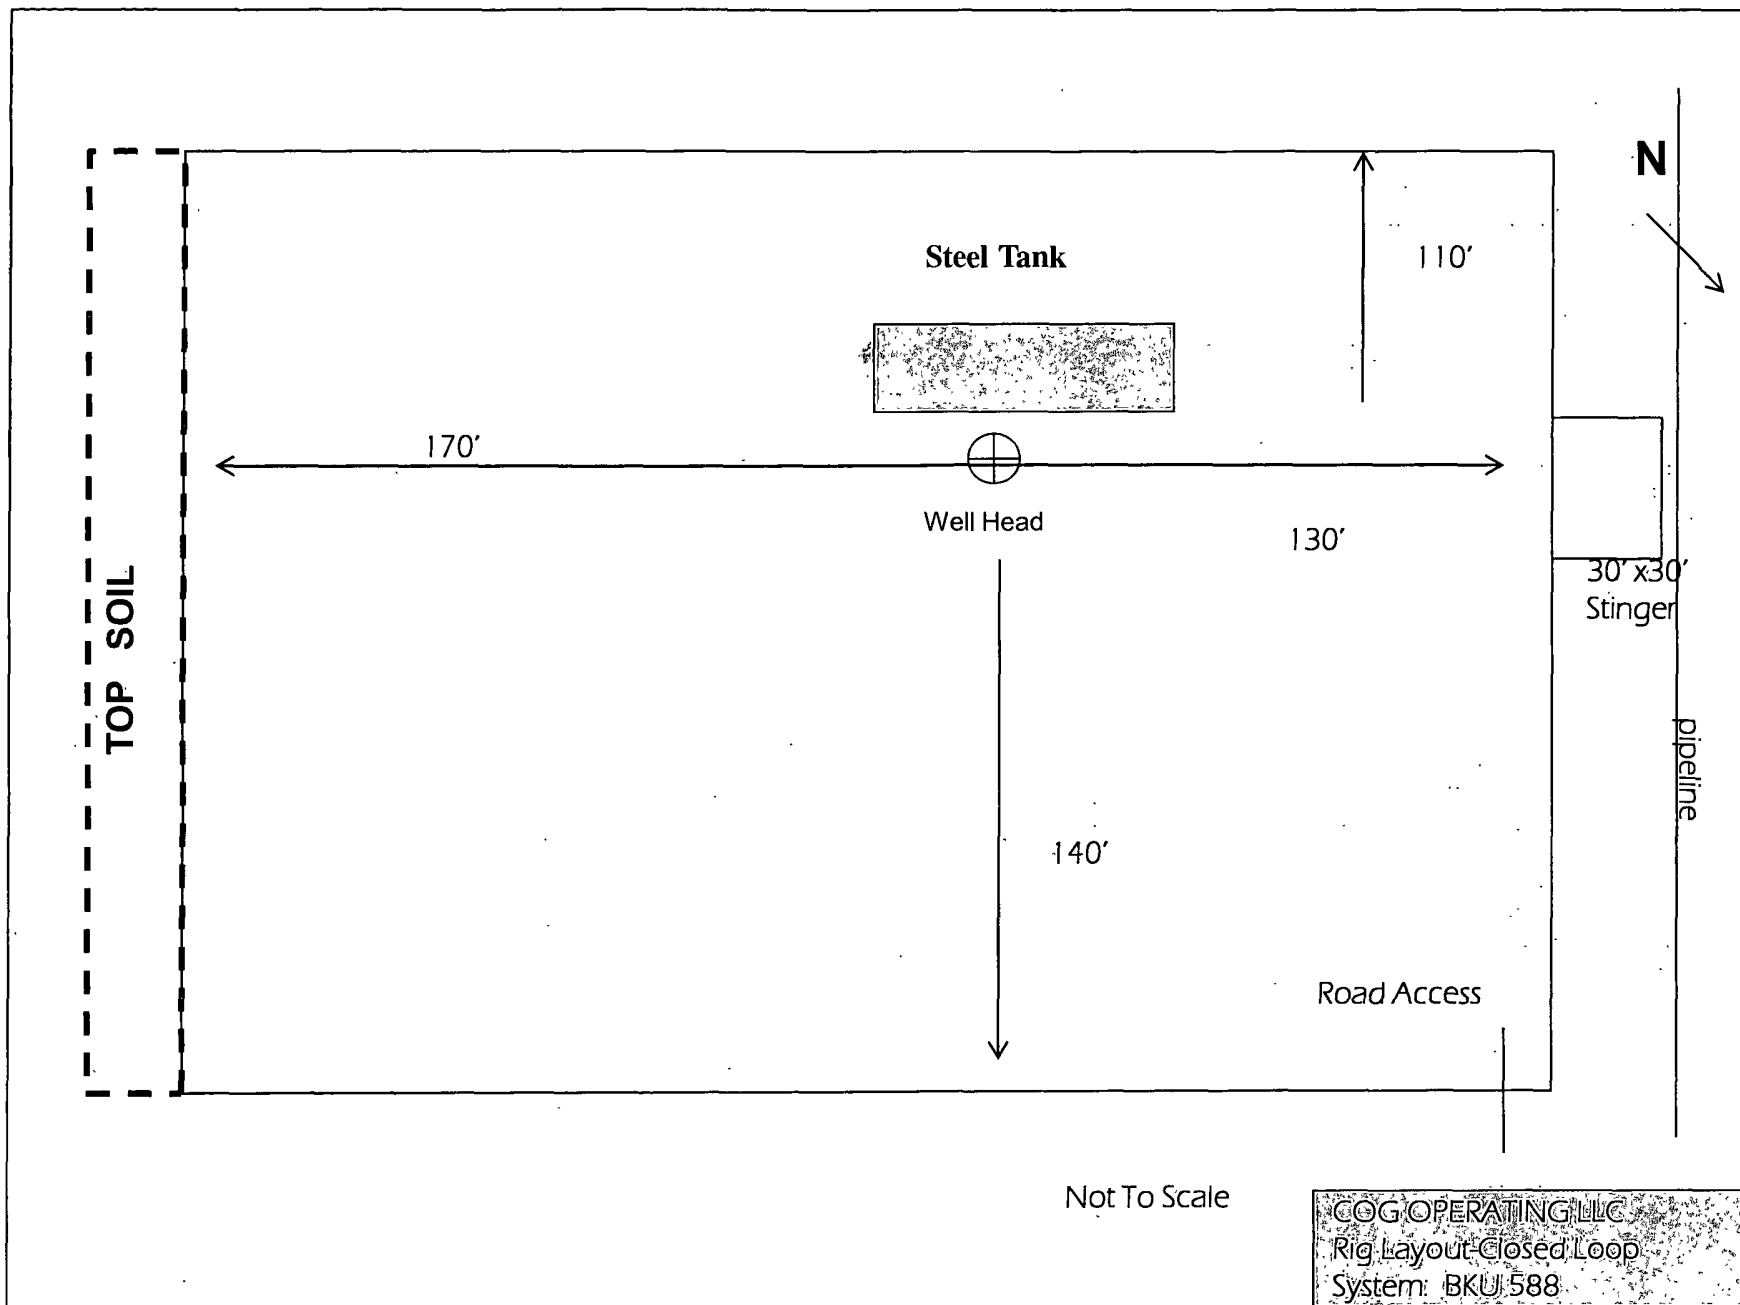 N
Steel Tank
110'
170'
Well Head
130'
30' x30'
Stinger
TOP SOIL
pipeline
140'
Road Access
Not To Scale
COG OPERATING LLC
Rig Layout-Closed Loop
System: BKU 588